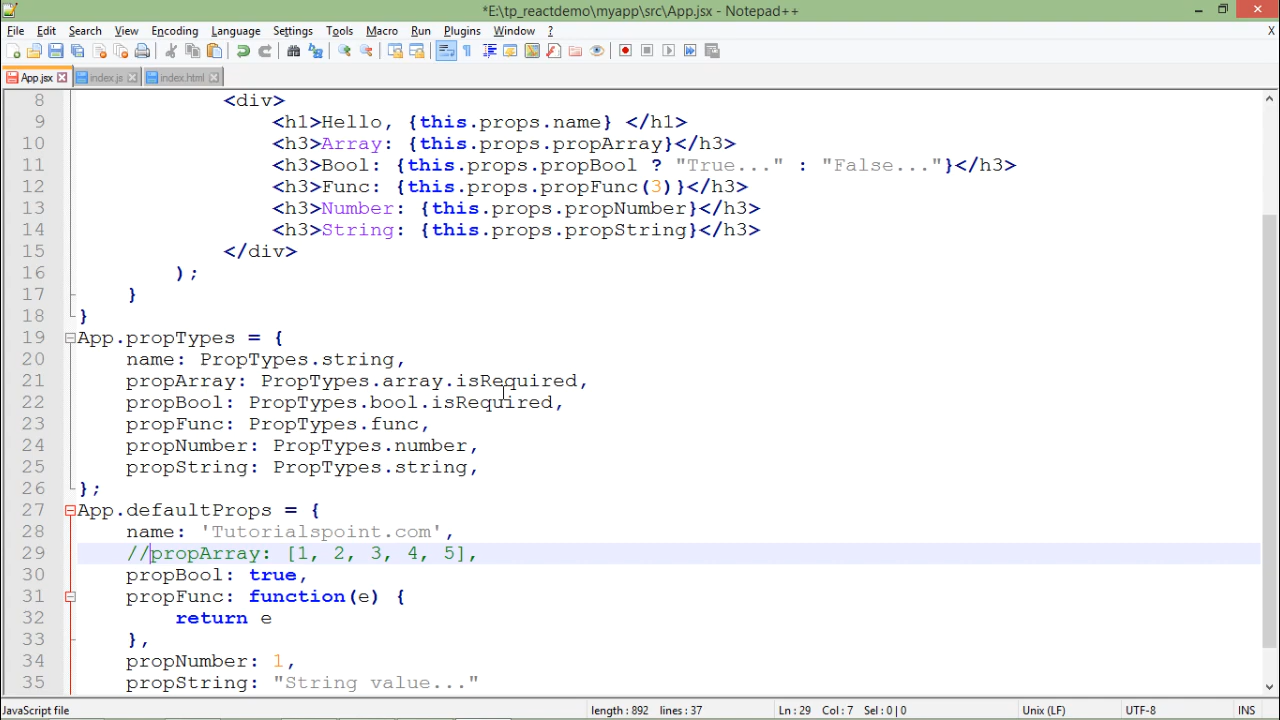 *E:\tp_reactdemo\myapp\src\App.jsx - Notepad++
File Edit Search View Encoding Language Settings Tools Macro Run Plugins Window ? X
App.jsx index.js index.html
8 <div>
9 <h1>Hello, {this.props.name} </h1>
10 <h3>Array: {this.props.propArray}</h3>
11 <h3>Bool: {this.props.propBool ? "True..." : "False..."}</h3>
12 <h3>Func: {this.props.propFunc(3)}</h3>
13 <h3>Number: {this.props.propNumber}</h3>
14 <h3>String: {this.props.propString}</h3>
15 </div>
16 );
17 }
18 }
19 App.propTypes = {
20 name: PropTypes.string,
21 propArray: PropTypes.array.isRequired,
22 propBool: PropTypes.bool.isRequired,
23 propFunc: PropTypes.func,
24 propNumber: PropTypes.number,
25 propString: PropTypes.string,
26 };
27 App.defaultProps = {
28 name: 'Tutorialspoint.com',
29 //propArray: [1, 2, 3, 4, 5],
30 propBool: true,
31 propFunc: function(e) {
32 return e
33 },
34 propNumber: 1,
35 propString: "String value..."
JavaScript file length : 892 lines : 37 Ln : 29 Col : 7 Sel : 0 | 0 Unix (LF) UTF-8 INS